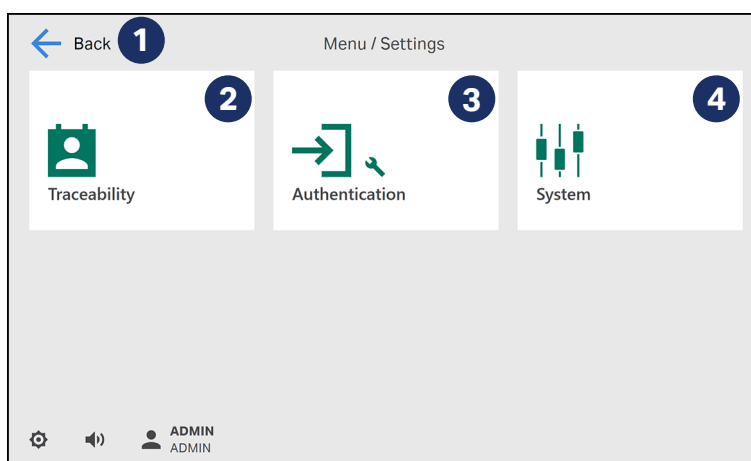 Back 1 Menu / Settings
2 3 4
Traceability Authentication System
ADMIN
ADMIN